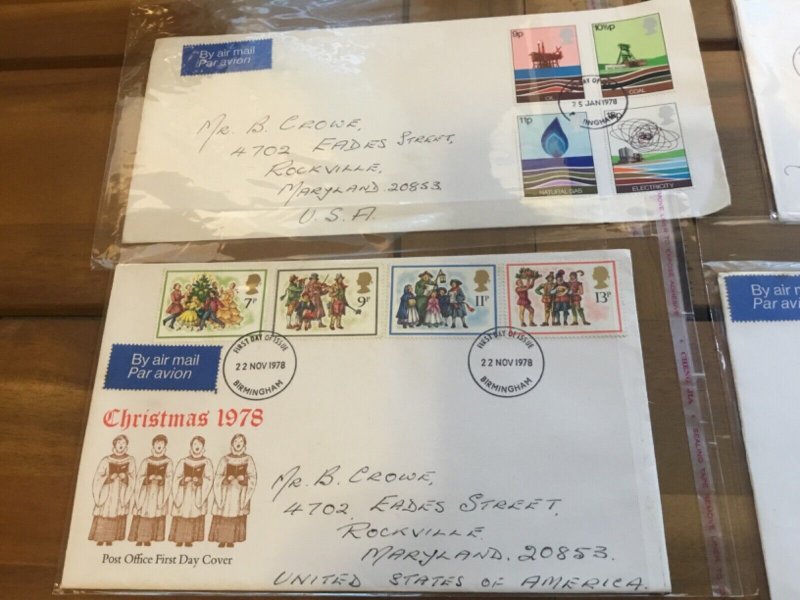 By air mail
Par avion
9p
10½p
OIL
COAL
25 JAN 1978
11p
NATURAL GAS
ELECTRICITY
Mr. B. CROWE,
4702 EADES STREET,
ROCKVILLE,
MARYLAND. 20853
U.S.A.
7P
9P
11P
13P
FIRST DAY OF ISSUE
22 NOV 1978
BIRMINGHAM
FIRST DAY OF ISSUE
22 NOV 1978
BIRMINGHAM
By air mail
Par avion
Christmas 1978
Post Office First Day Cover
Mr. B. CROWE,
4702 EADES STREET,
ROCKVILLE.
MARYLAND. 20853.
UNITED STATES OF AMERICA.
By air
Par av